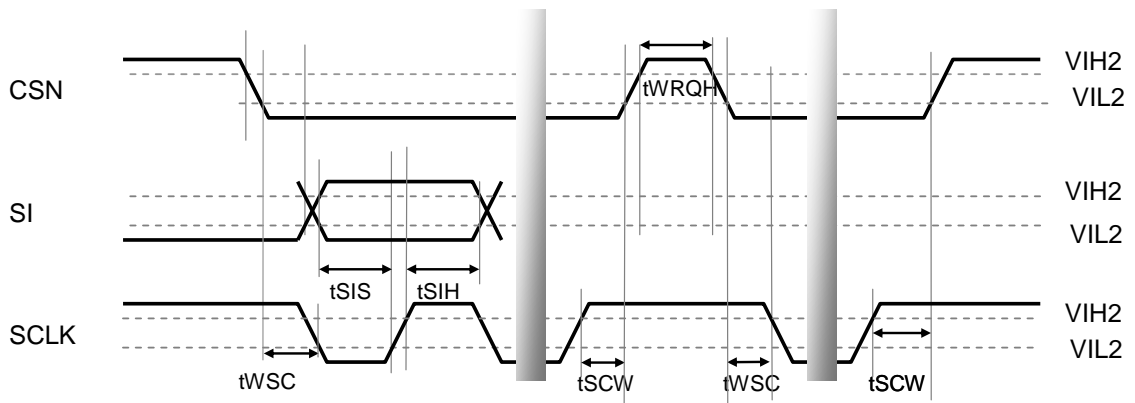 VIH2
CSN
tWRQH
VIL2
VIH2
SI
VIL2
tSIS
tSIH
VIH2
SCLK
VIL2
tWSC
tSCW
tWSC
tSCW